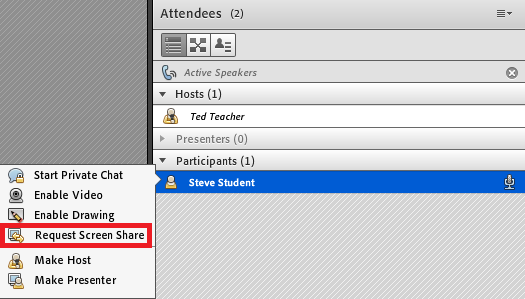 Attendees (2)
Active Speakers
Hosts (1)
Ted Teacher
Presenters (0)
Participants (1)
Steve Student
Start Private Chat
Enable Video
Enable Drawing
Request Screen Share
Make Host
Make Presenter